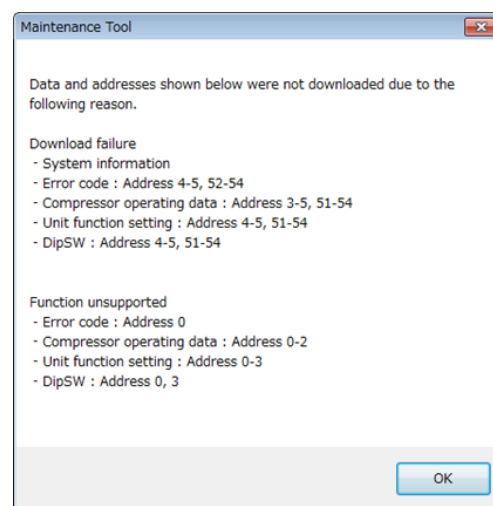 Maintenance Tool
Data and addresses shown below were not downloaded due to the
following reason.
Download failure
- System information
- Error code : Address 4-5, 52-54
- Compressor operating data : Address 3-5, 51-54
- Unit function setting : Address 4-5, 51-54
- DipSW : Address 4-5, 51-54
Function unsupported
- Error code : Address 0
- Compressor operating data : Address 0-2
- Unit function setting : Address 0-3
- DipSW : Address 0, 3
OK